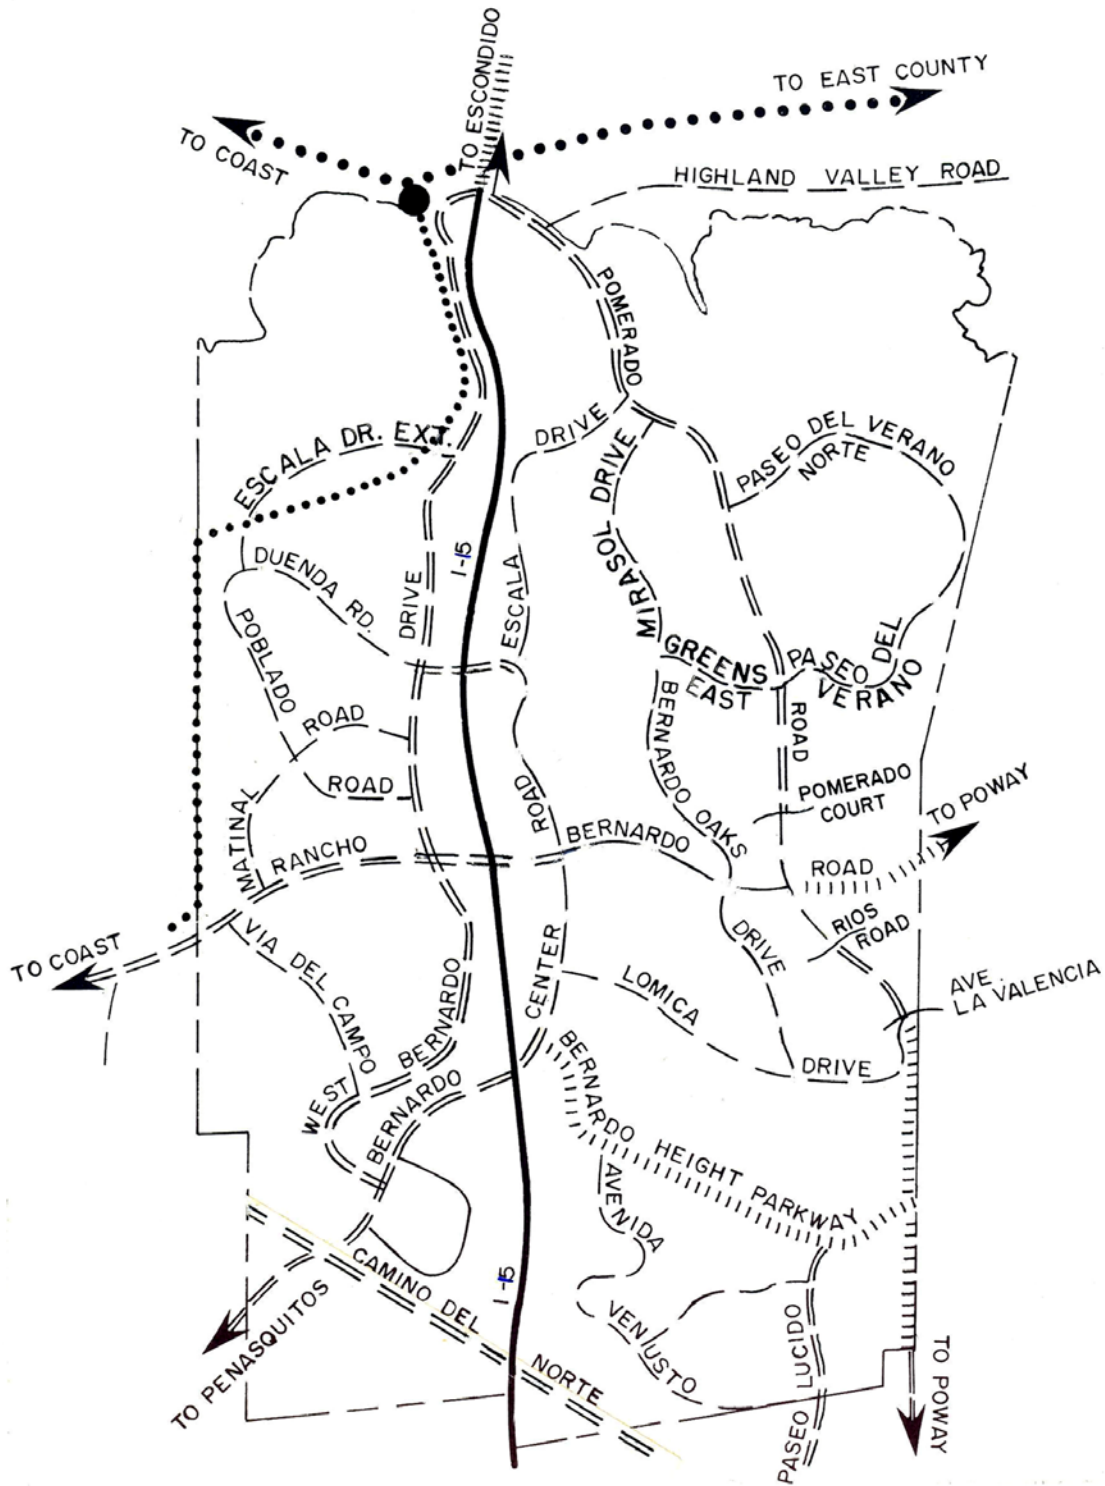 TO ESCONDIDO
TO EAST COUNTY
TO COAST
HIGHLAND VALLEY ROAD
POMERADO
ESCALA DR. EXT.
DRIVE
MIRASOL DRIVE
PASEO DEL VERANO
NORTE
I-15
DUENDA RD.
DRIVE
ESCALA
POBLADO
GREENS
EAST
PASEO DEL
VERANO
ROAD
ROAD
BERNARDO OAKS
ROAD
ROAD
POMERADO
COURT
TO POWAY
MATINAL
RANCHO
BERNARDO
ROAD
RIOS
ROAD
DRIVE
TO COAST
VIA DEL CAMPO
CENTER
LOMICA
AVE.
LA VALENCIA
BERNARDO
DRIVE
WEST
BERNARDO
BERNARDO HEIGHT PARKWAY
AVENIDA
I-15
CAMINO DEL
NORTE
VENUSTO
PASEO LUCIDO
TO PENASQUITOS
TO POWAY